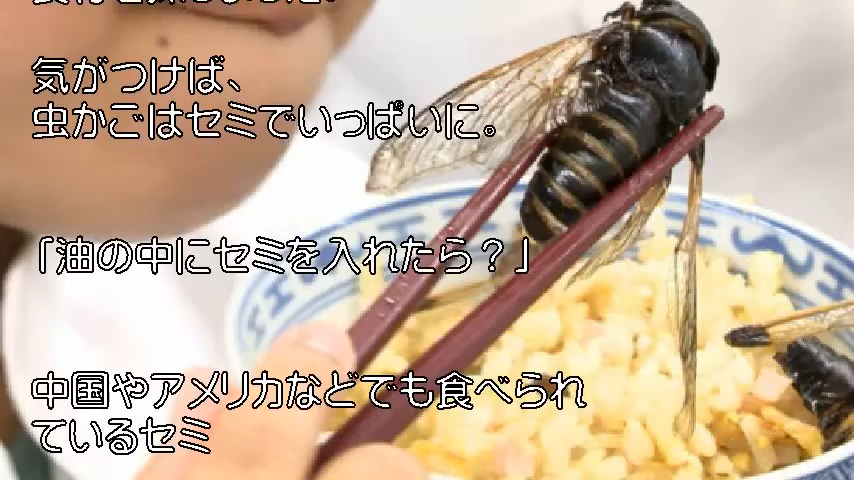 気がつけば、
虫かごはセミでいっぱいに。
「油の中にセミを入れたら？」
中国やアメリカなどでも食べられ
ているセミ